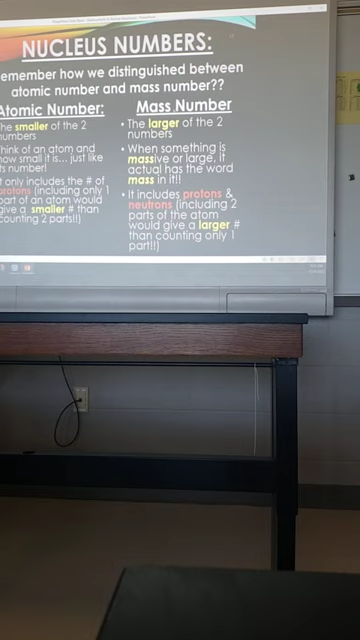 NUCLEUS NUMBERS:
emember how we distinguished between
atomic number and mass number??
Atomic Number:
he smaller of the 2
numbers
hink of an atom and
how small it is... just like
ts number!
t only includes the # of
protons (including only 1
part of an atom would
give a smaller # than
counting 2 parts!!)
Mass Number
• The larger of the 2
numbers
• When something is
massive or large, it
actual has the word
mass in it!!
• It includes protons &
neutrons (including 2
parts of the atom
would give a larger #
than counting only 1
part!!)